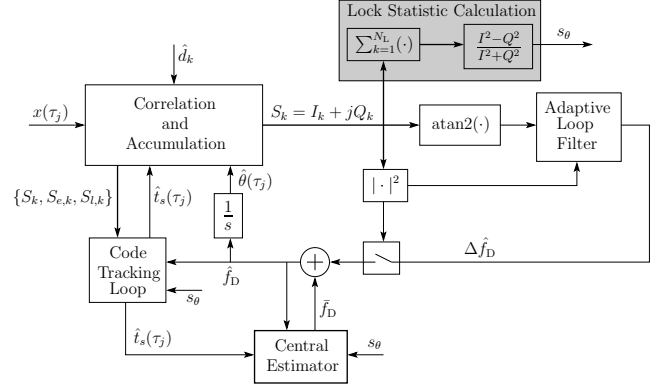 Lock Statistic Calculation
∑_{k=1}^{N_L}(·)
I²−Q²
I²+Q²
s_θ
d̂_k
x(τ_j)
Correlation
and
Accumulation
S_k = I_k + jQ_k
atan2(·)
Adaptive
Loop
Filter
{S_k, S_{e,k}, S_{l,k}}
t̂_s(τ_j)
θ̂(τ_j)
1
s
|·|²
Code
Tracking
Loop
f̂_D
+
Δf̂_D
s_θ
f̄_D
t̂_s(τ_j)
Central
Estimator
s_θ